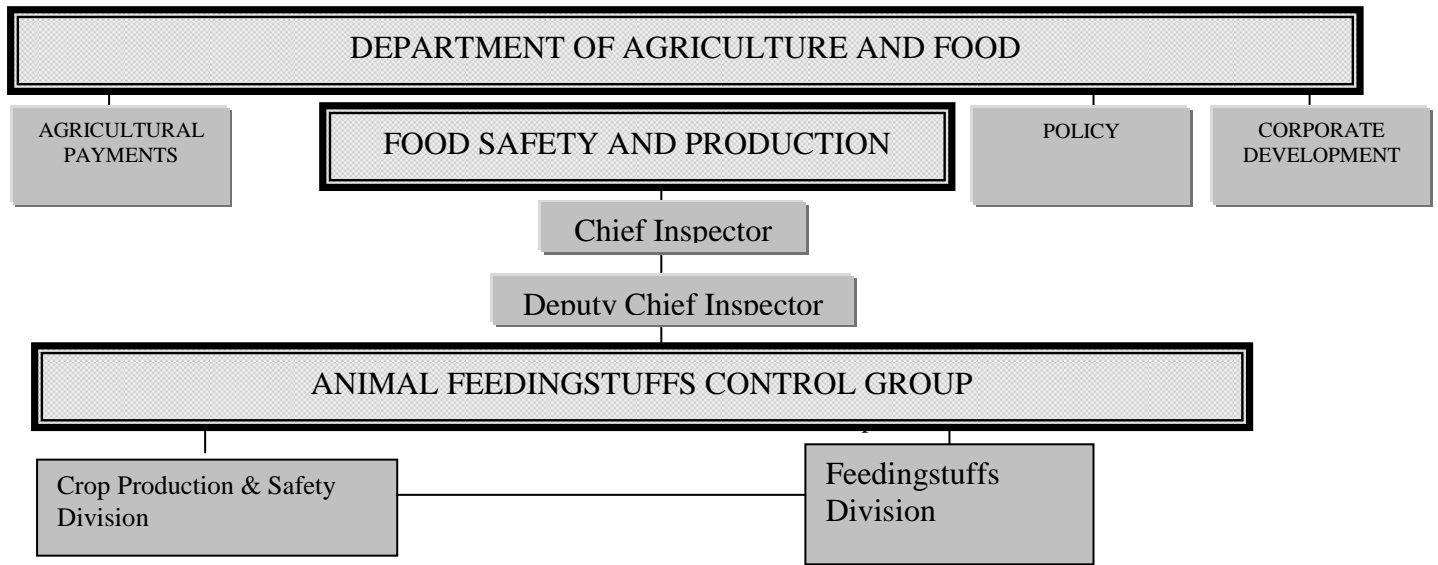 DEPARTMENT OF AGRICULTURE AND FOOD
AGRICULTURAL
PAYMENTS
FOOD SAFETY AND PRODUCTION
POLICY
CORPORATE
DEVELOPMENT
Chief Inspector
Deputy Chief Inspector
ANIMAL FEEDINGSTUFFS CONTROL GROUP
Crop Production & Safety
Division
Feedingstuffs
Division